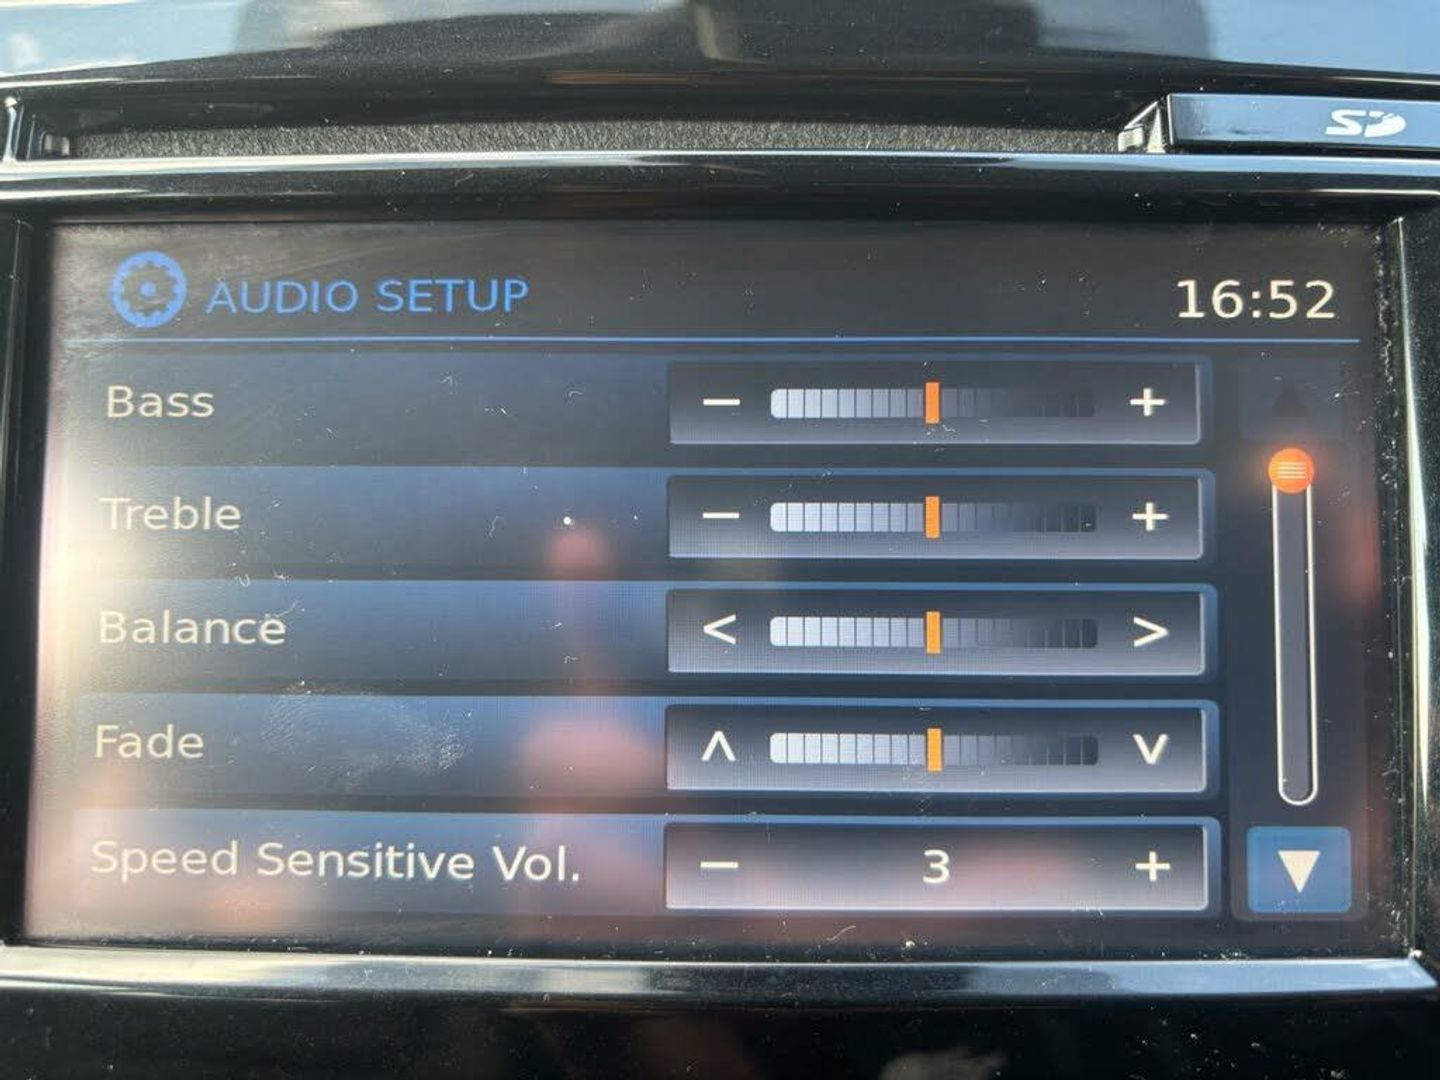 SD
AUDIO SETUP 16:52
Bass − +
Treble − +
Balance < >
Fade ʌ v
Speed Sensitive Vol. − 3 +